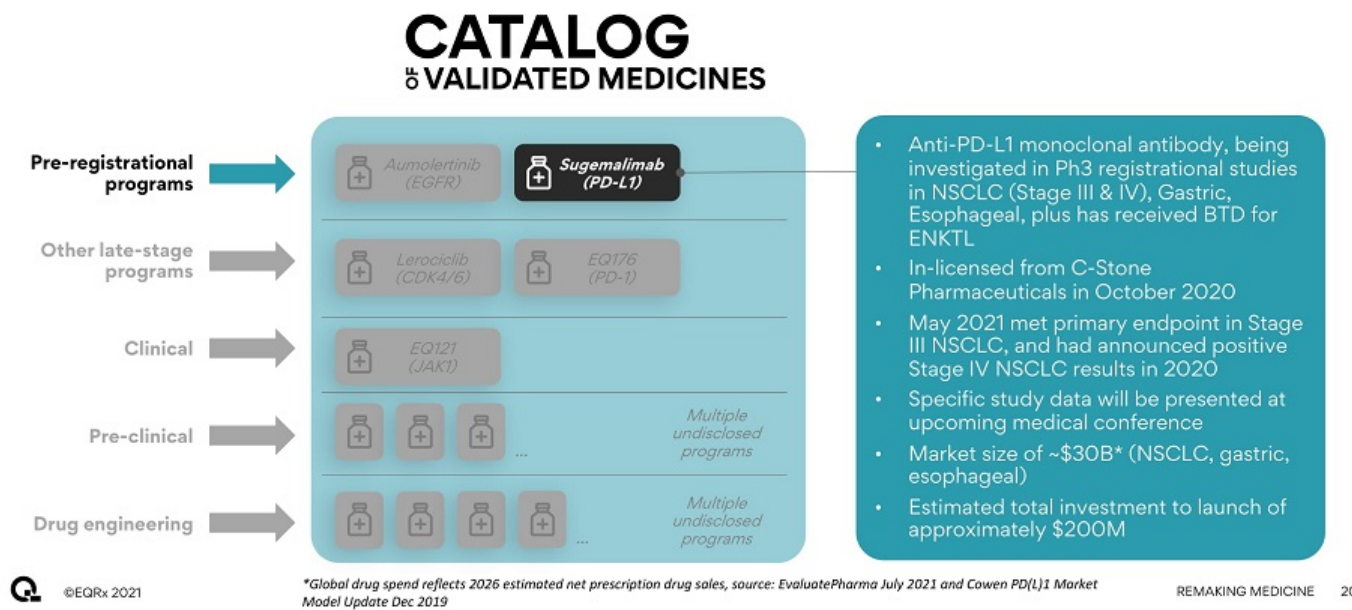 CATALOG
OF VALIDATED MEDICINES
Pre-registrational
programs
Aumolertinib
(EGFR)
Sugemalimab
(PD-L1)
Other late-stage
programs
Lerociclib
(CDK4/6)
EQ176
(PD-1)
Clinical
EQ121
(JAK1)
Pre-clinical
...
Multiple
undisclosed
programs
Drug engineering
...
Multiple
undisclosed
programs
• Anti-PD-L1 monoclonal antibody, being
investigated in Ph3 registrational studies
in NSCLC (Stage III & IV), Gastric,
Esophageal, plus has received BTD for
ENKTL
• In-licensed from C-Stone
Pharmaceuticals in October 2020
• May 2021 met primary endpoint in Stage
III NSCLC, and had announced positive
Stage IV NSCLC results in 2020
• Specific study data will be presented at
upcoming medical conference
• Market size of ~$30B* (NSCLC, gastric,
esophageal)
• Estimated total investment to launch of
approximately $200M
©EQRx 2021
*Global drug spend reflects 2026 estimated net prescription drug sales, source: EvaluatePharma July 2021 and Cowen PD(L)1 Market
Model Update Dec 2019
REMAKING MEDICINE 20